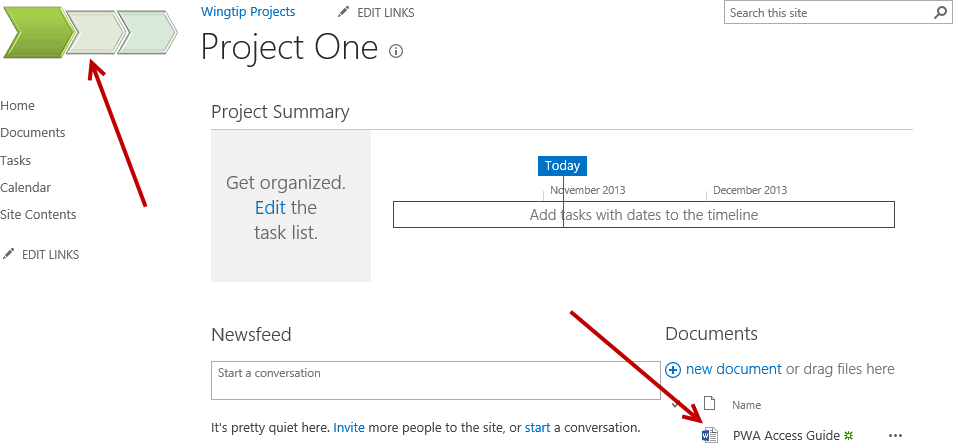 Wingtip Projects
EDIT LINKS
Search this site
Project One
Home
Documents
Tasks
Calendar
Site Contents
EDIT LINKS
Project Summary
Get organized.
Edit the
task list.
Today
November 2013
December 2013
Add tasks with dates to the timeline
Newsfeed
Start a conversation
It's pretty quiet here. Invite more people to the site, or start a conversation.
Documents
new document or drag files here
Name
PWA Access Guide